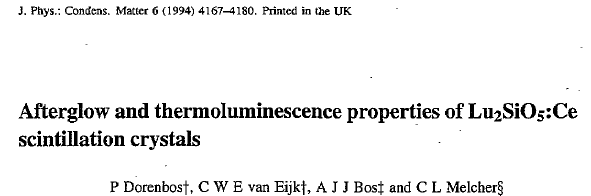 J. Phys.: Condens. Matter 6 (1994) 4167–4180. Printed in the UK
Afterglow and thermoluminescence properties of Lu₂SiO₅:Ce
scintillation crystals
P Dorenbos†, C W E van Eijk†, A J J Bos‡ and C L Melcher§